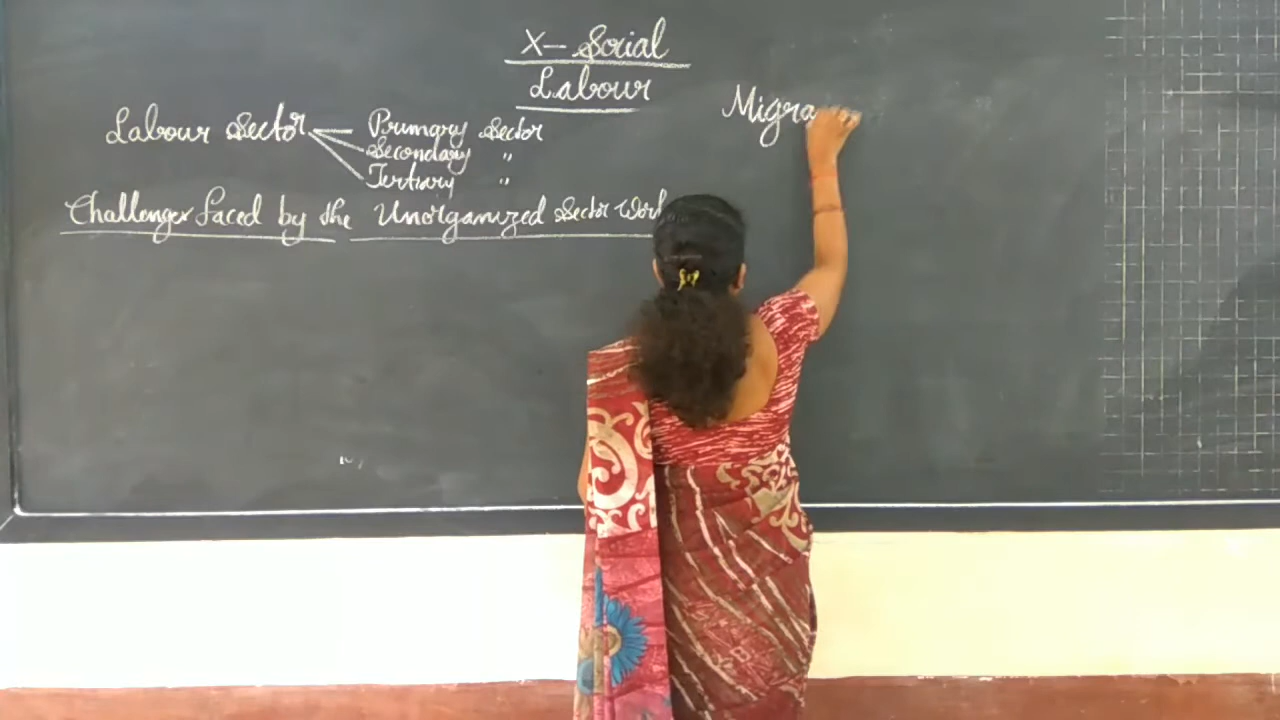 X- Social
Labour
Labour Sector
Primary Sector
Secondary "
Tertiary "
Challenges faced by the Unorganized Sector Work
Migra